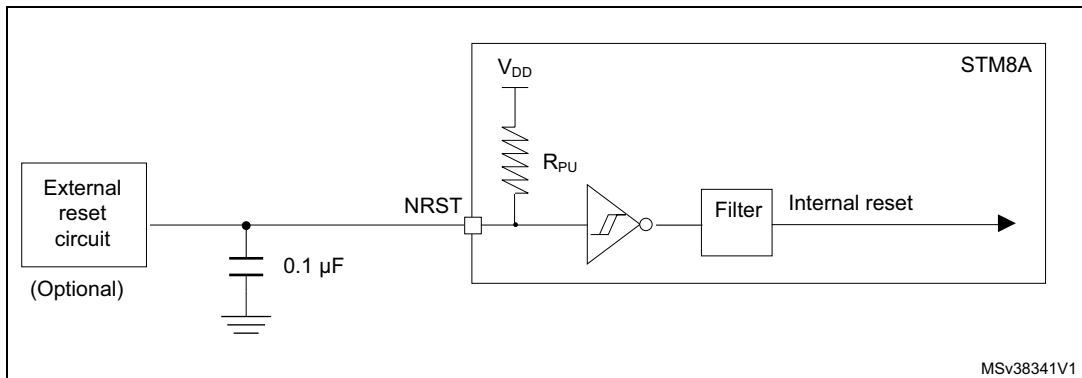 STM8A
VDD
RPU
External
reset
circuit
(Optional)
NRST
0.1 µF
Filter
Internal reset
MSv38341V1